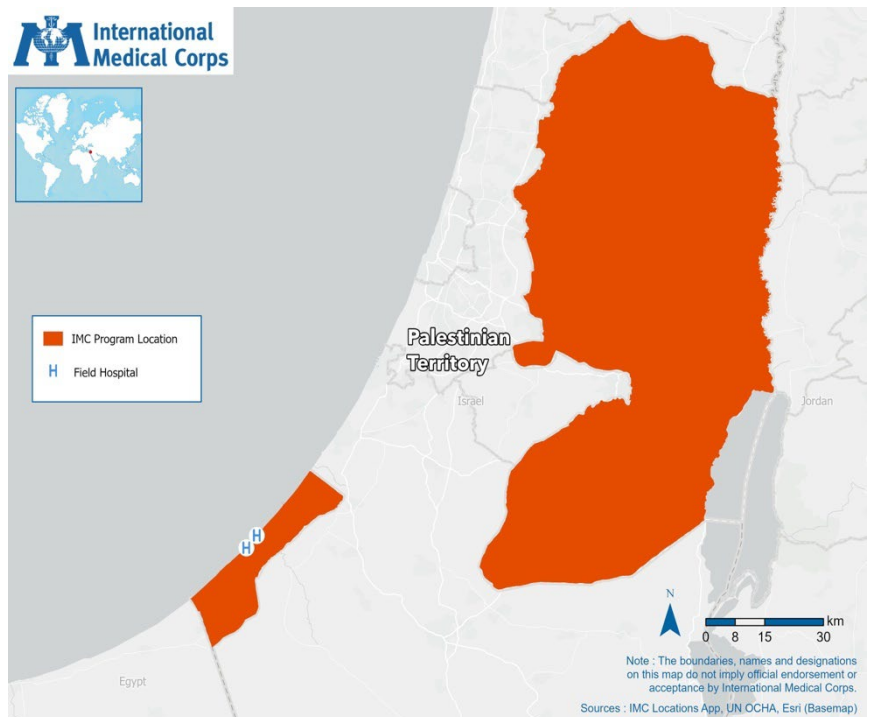 International
Medical Corps
IMC Program Location
H Field Hospital
Palestinian
Territory
Israel
Jordan
H
H
Egypt
N
km
0 8 15 30
Note : The boundaries, names and designations
on this map do not imply official endorsement or
acceptance by International Medical Corps.
Sources : IMC Locations App, UN OCHA, Esri (Basemap)